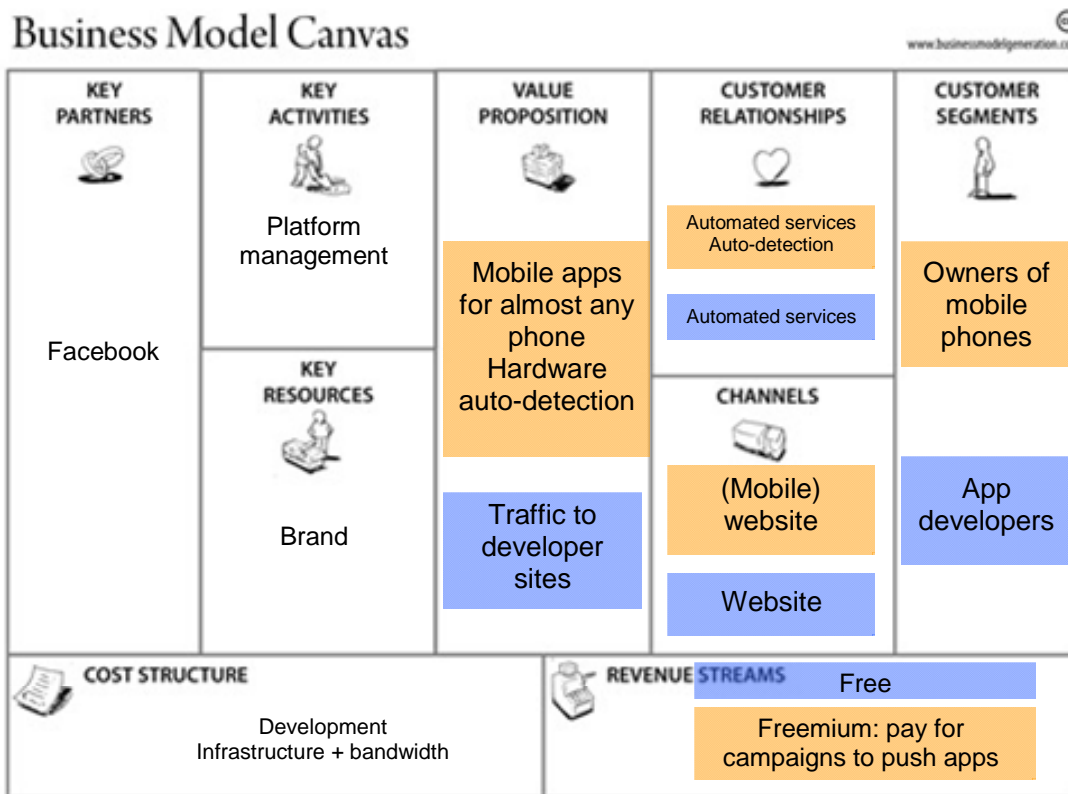 Business Model Canvas
www.businessmodelgeneration.co
KEY
PARTNERS
Facebook
KEY
ACTIVITIES
Platform
management
KEY
RESOURCES
Brand
VALUE
PROPOSITION
Mobile apps
for almost any
phone
Hardware
auto-detection
Traffic to
developer
sites
CUSTOMER
RELATIONSHIPS
Automated services
Auto-detection
Automated services
CHANNELS
(Mobile)
website
Website
CUSTOMER
SEGMENTS
Owners of
mobile
phones
App
developers
COST STRUCTURE
Development
Infrastructure + bandwidth
REVENUE STREAMS
Free
Freemium: pay for
campaigns to push apps